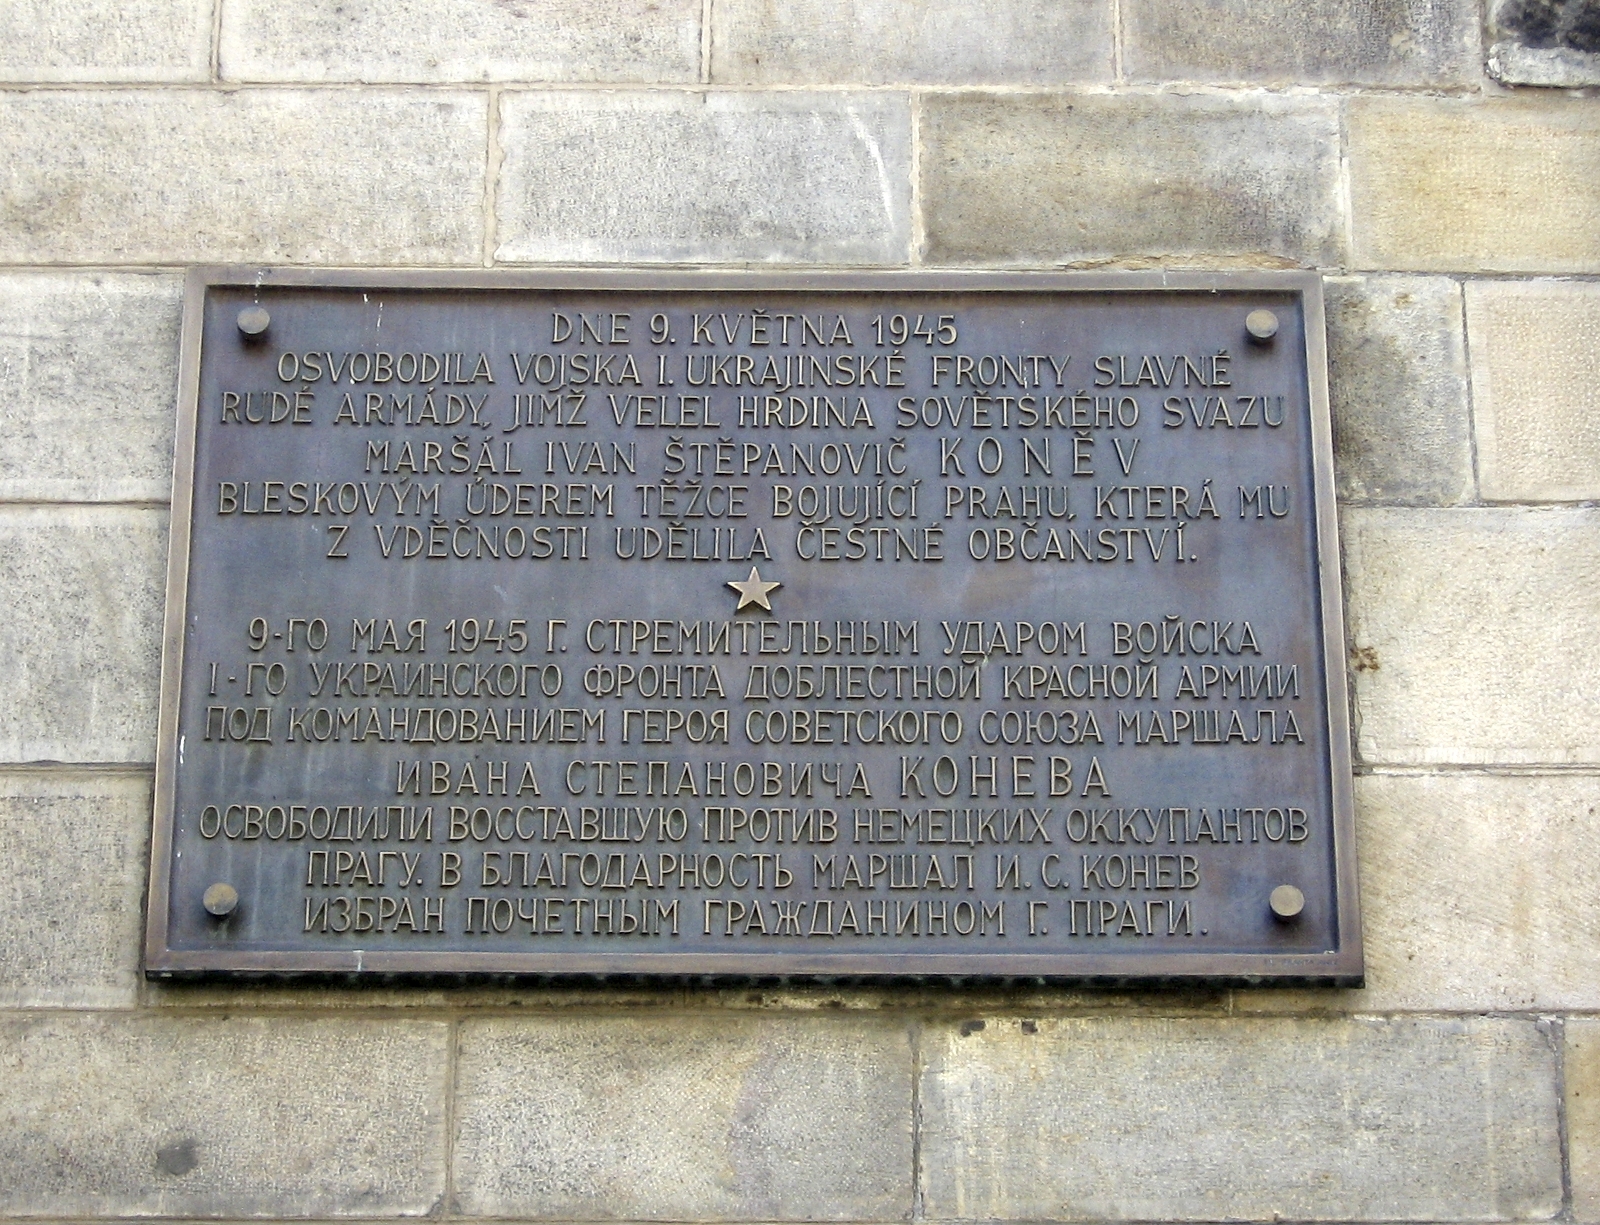 DNE 9. KVĚTNA 1945
OSVOBODILA VOJSKA I. UKRAJINSKÉ FRONTY SLAVNÉ
RUDÉ ARMÁDY, JIMŽ VELEL HRDINA SOVĚTSKÉHO SVAZU
MARŠÁL IVAN ŠTĚPANOVIČ KONĚV
BLESKOVÝM ÚDEREM TĚŽCE BOJUJÍCÍ PRAHU, KTERÁ MU
Z VDĚČNOSTI UDĚLILA ČESTNÉ OBČANSTVÍ.
9-ГО МАЯ 1945 Г. СТРЕМИТЕЛЬНЫМ УДАРОМ ВОЙСКА
I-ГО УКРАИНСКОГО ФРОНТА ДОБЛЕСТНОЙ КРАСНОЙ АРМИИ
ПОД КОМАНДОВАНИЕМ ГЕРОЯ СОВЕТСКОГО СОЮЗА МАРШАЛА
ИВАНА СТЕПАНОВИЧА КОНЕВА
ОСВОБОДИЛИ ВОССТАВШУЮ ПРОТИВ НЕМЕЦКИХ ОККУПАНТОВ
ПРАГУ. В БЛАГОДАРНОСТЬ МАРШАЛ И. С. КОНЕВ
ИЗБРАН ПОЧЕТНЫМ ГРАЖДАНИНОМ Г. ПРАГИ.